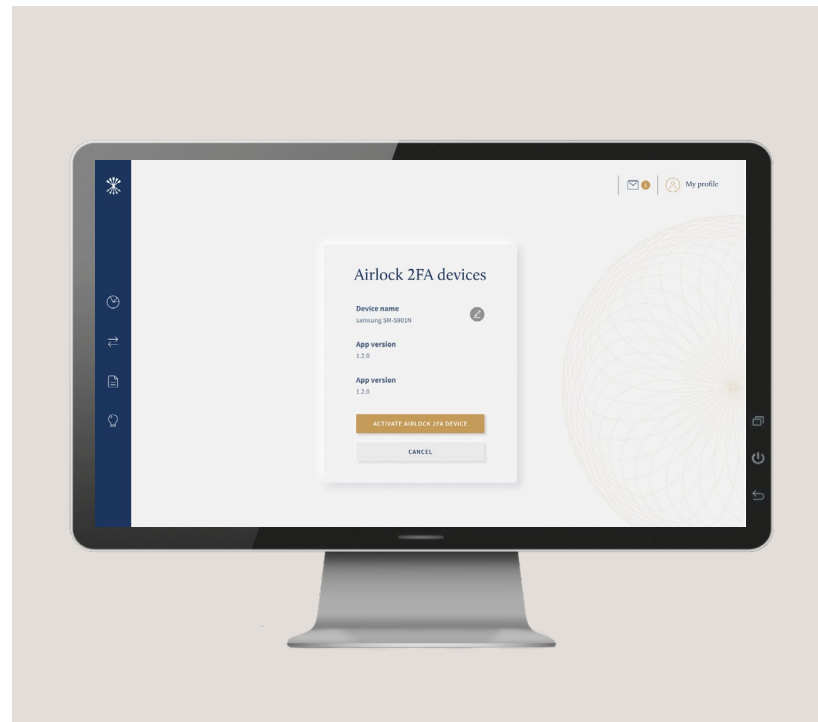 My profile
Airlock 2FA devices
Device name
samsung SM-S901N
App version
1.2.0
App version
1.2.0
ACTIVATE AIRLOCK 2FA DEVICE
CANCEL